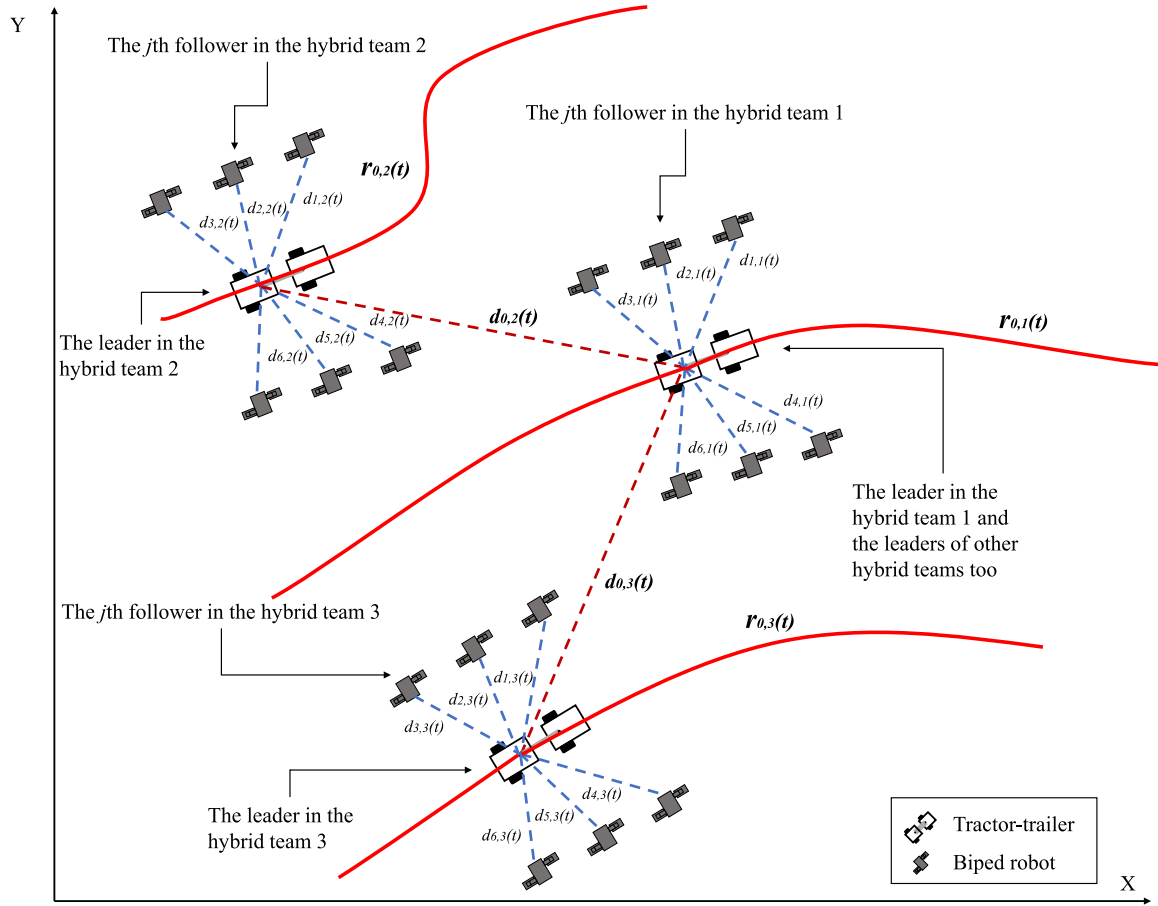 Y
The jth follower in the hybrid team 2
The jth follower in the hybrid team 1
r0,2(t)
d1,2(t)
d2,2(t)
d3,2(t)
d1,1(t)
d2,1(t)
d3,1(t)
d0,2(t)
r0,1(t)
d4,2(t)
d5,2(t)
d6,2(t)
The leader in the
hybrid team 2
d4,1(t)
d5,1(t)
d6,1(t)
The leader in the
hybrid team 1 and
the leaders of other
hybrid teams too
d0,3(t)
The jth follower in the hybrid team 3
r0,3(t)
d1,3(t)
d2,3(t)
d3,3(t)
d4,3(t)
d5,3(t)
d6,3(t)
The leader in the
hybrid team 3
Tractor-trailer
Biped robot
X